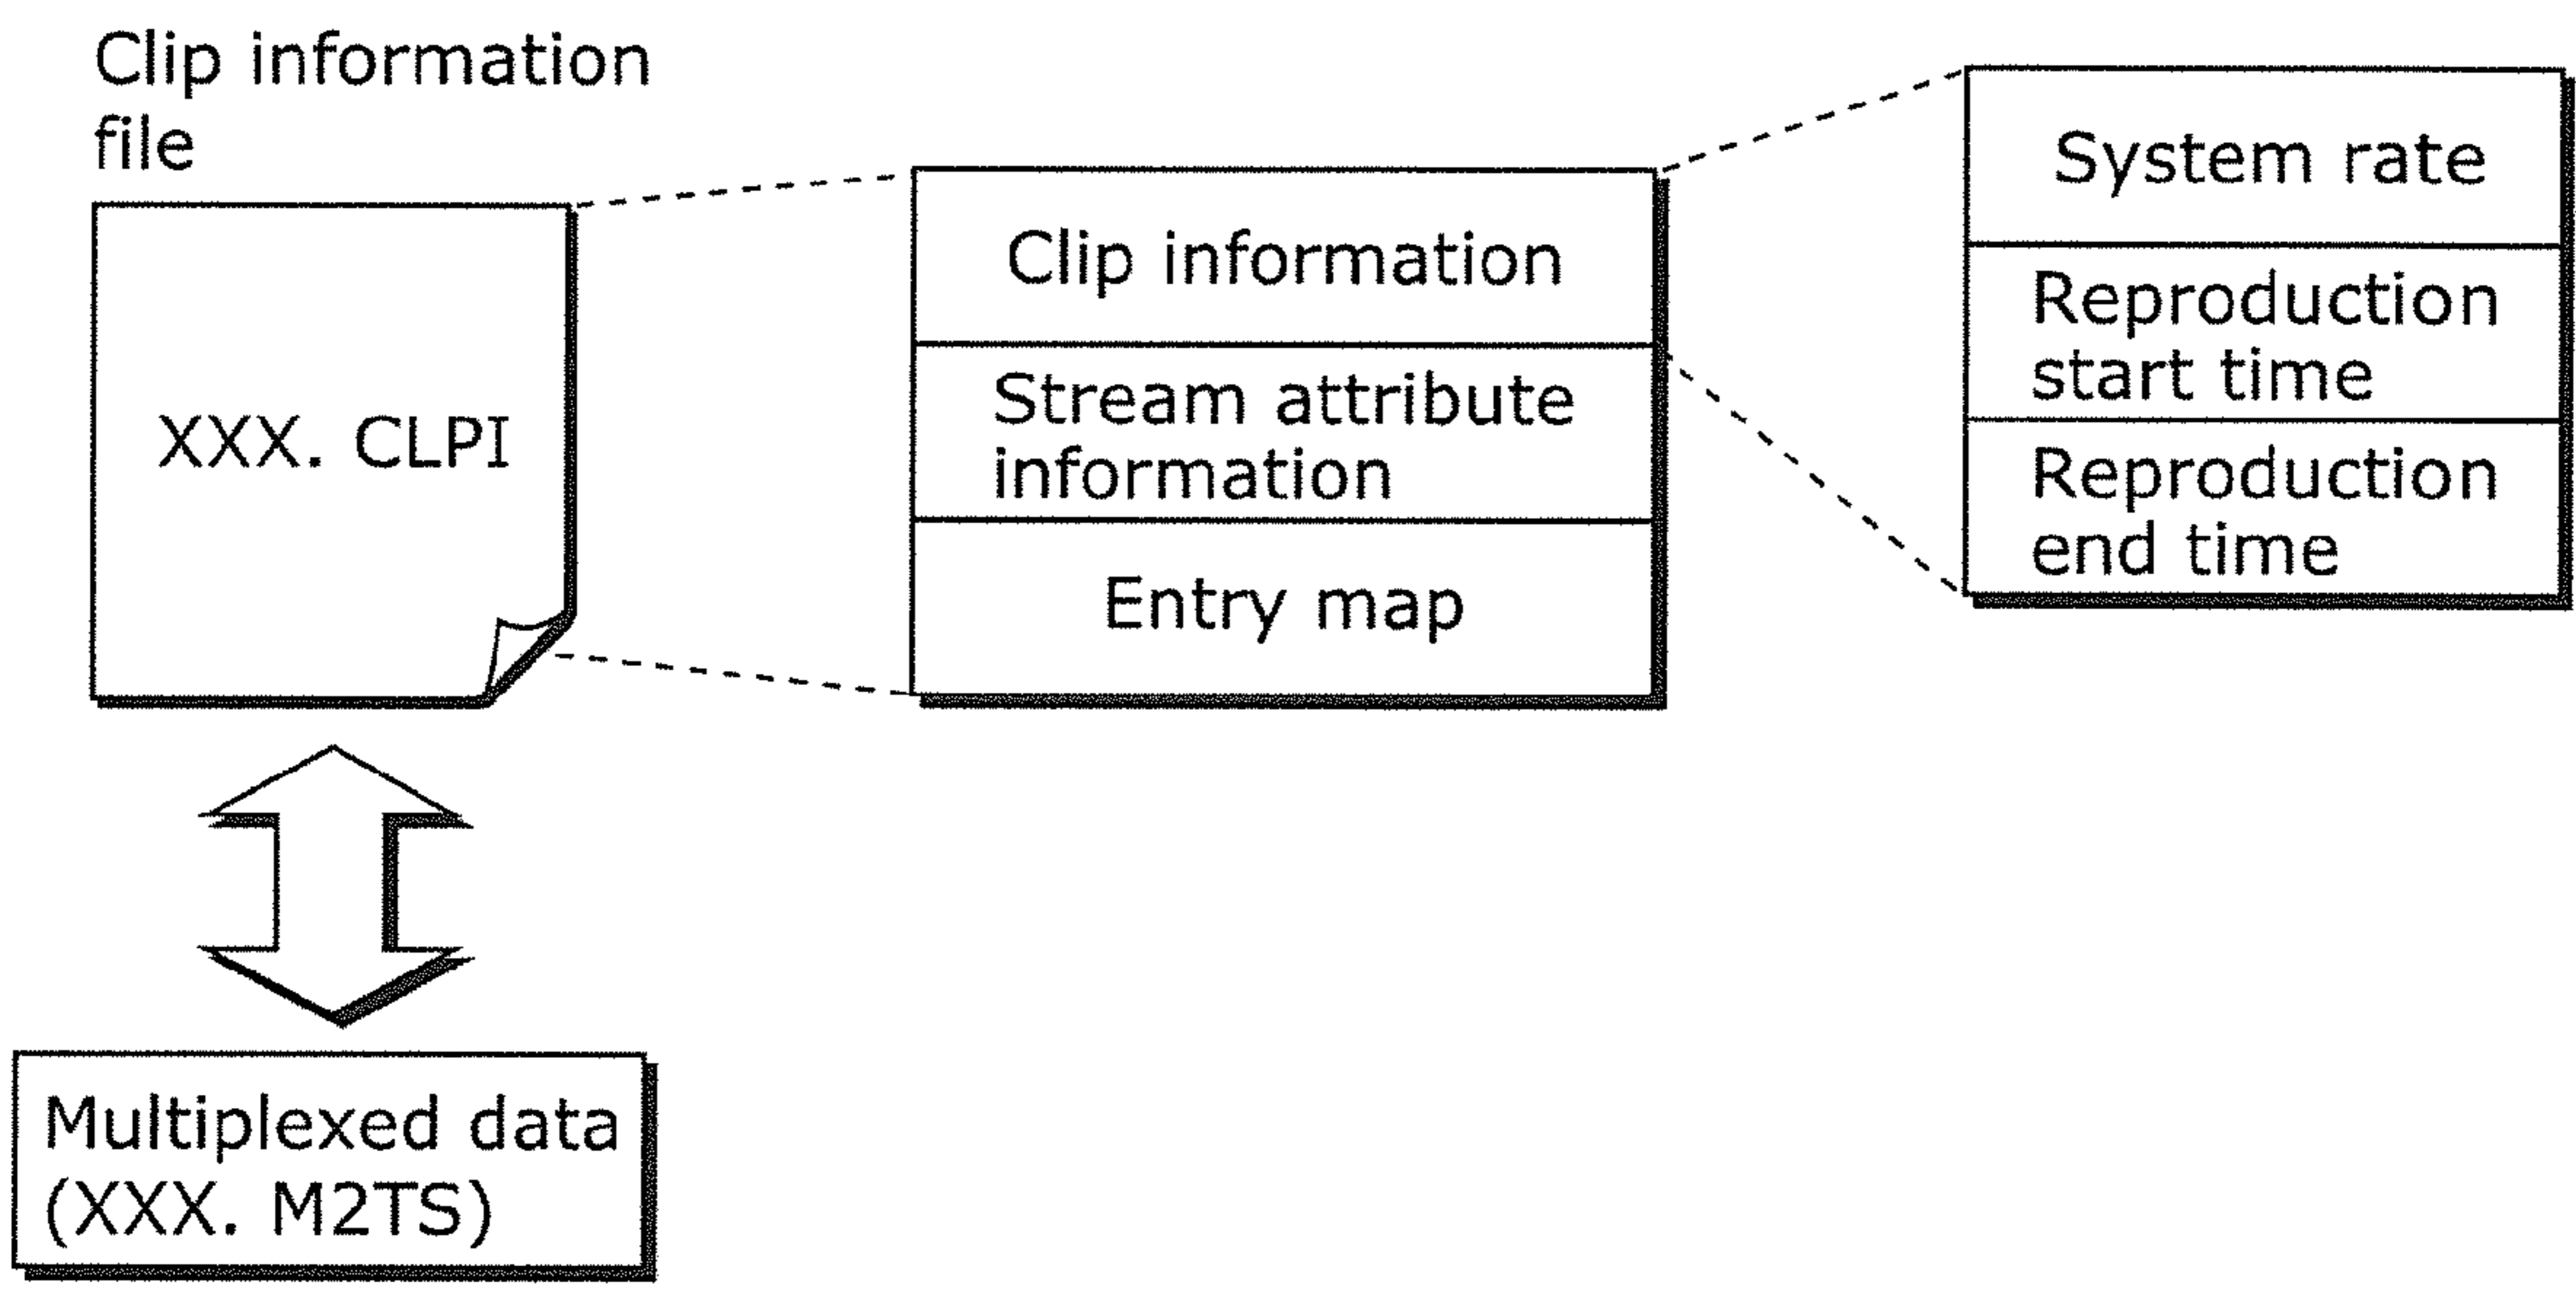 Clip information
file
XXX. CLPI
Clip information
Stream attribute
information
Entry map
System rate
Reproduction
start time
Reproduction
end time
Multiplexed data
(XXX. M2TS)